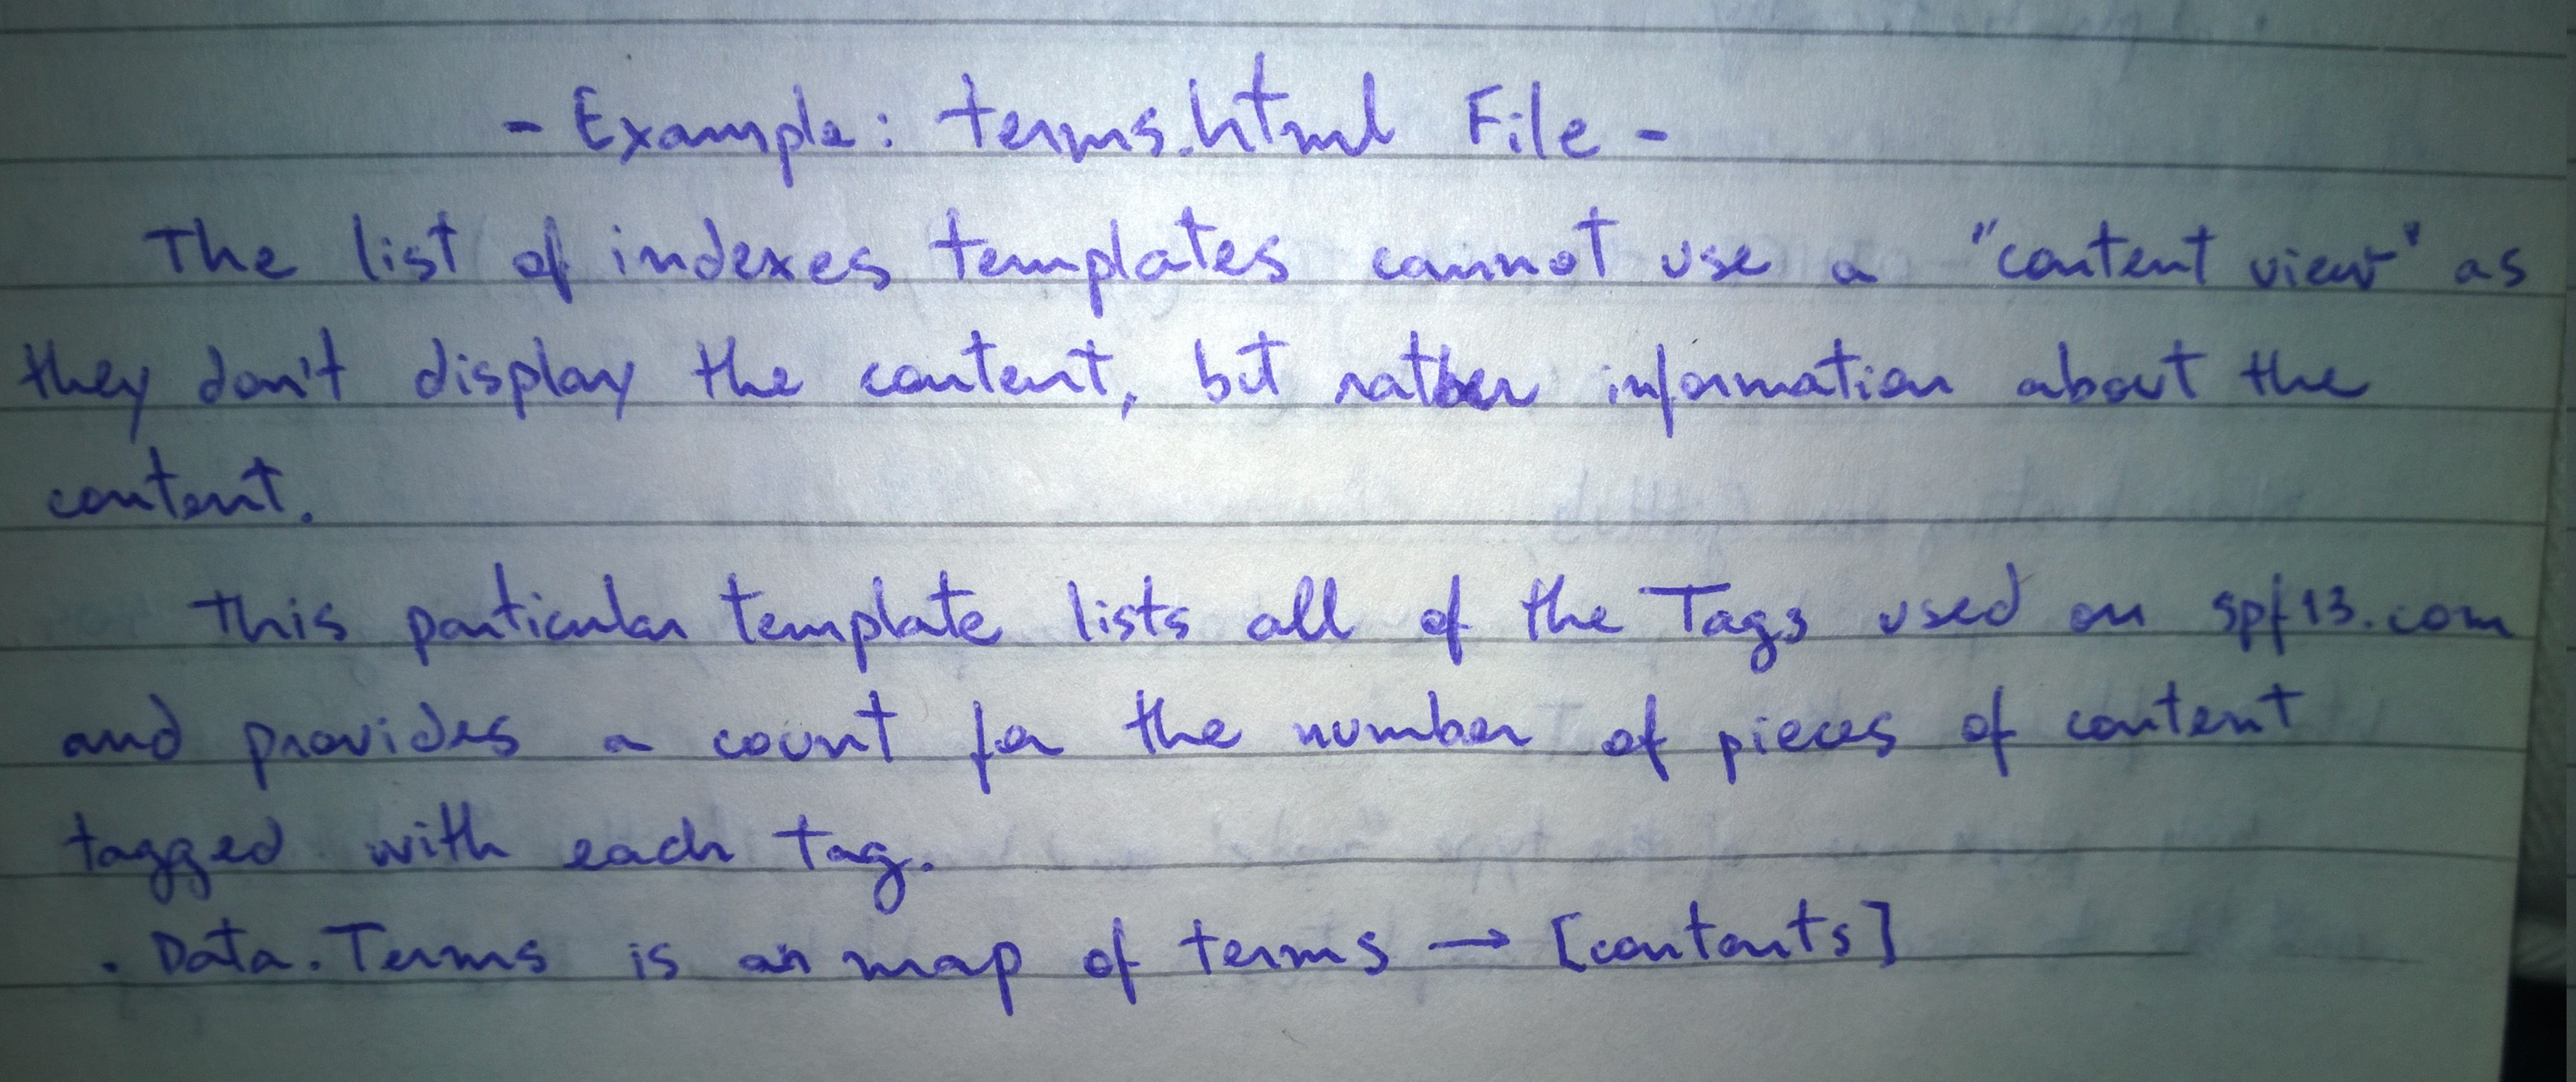 - Example: terms.html File -
The list of indexes templates cannot use a "content view" as
they don't display the content, but rather information about the
content.
This particular template lists all of the Tags used on spf13.com
and provides a count for the number of pieces of content
tagged with each tag.
. Data.Terms is an map of terms → [contants]